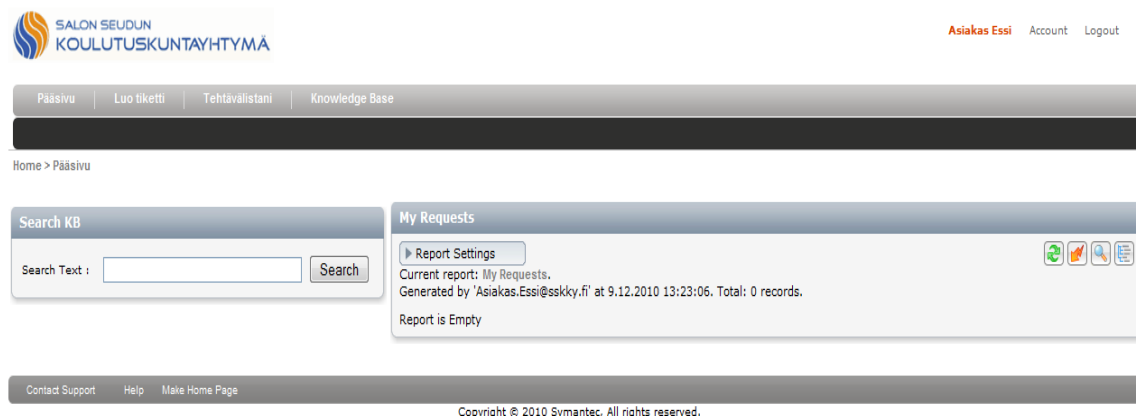 SALON SEUDUN
KOULUTUSKUNTAYHTYMÄ
Asiakas Essi Account Logout
Pääsivu Luo tiketti Tehtävälistani Knowledge Base
Home > Pääsivu
Search KB
Search Text :
Search
My Requests
Report Settings
Current report: My Requests.
Generated by 'Asiakas.Essi@sskky.fi' at 9.12.2010 13:23:06. Total: 0 records.
Report is Empty
Contact Support Help Make Home Page
Copyright © 2010 Symantec. All rights reserved.